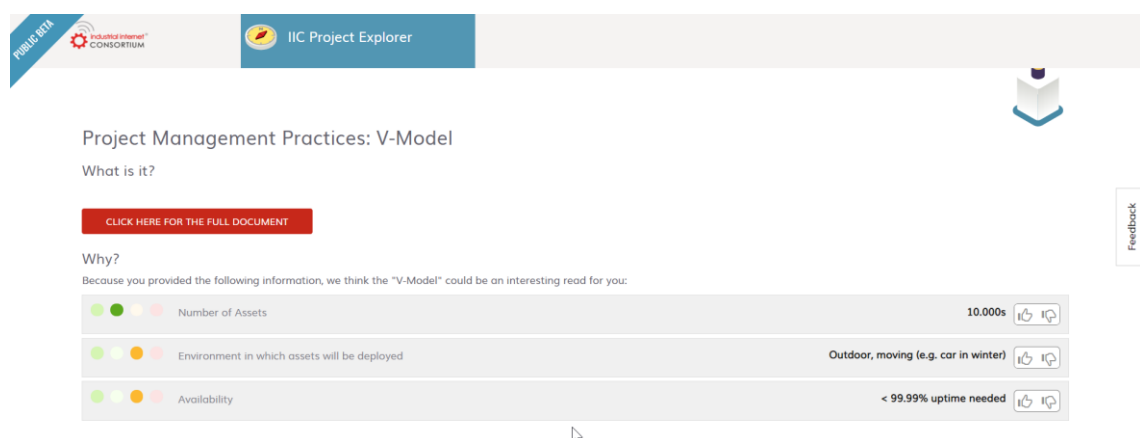 PUBLIC BETA
industrial internet
CONSORTIUM
IIC Project Explorer
Project Management Practices: V-Model
What is it?
CLICK HERE FOR THE FULL DOCUMENT
Feedback
Why?
Because you provided the following information, we think the "V-Model" could be an interesting read for you:
Number of Assets 10.000s
Environment in which assets will be deployed Outdoor, moving (e.g. car in winter)
Availability < 99.99% uptime needed